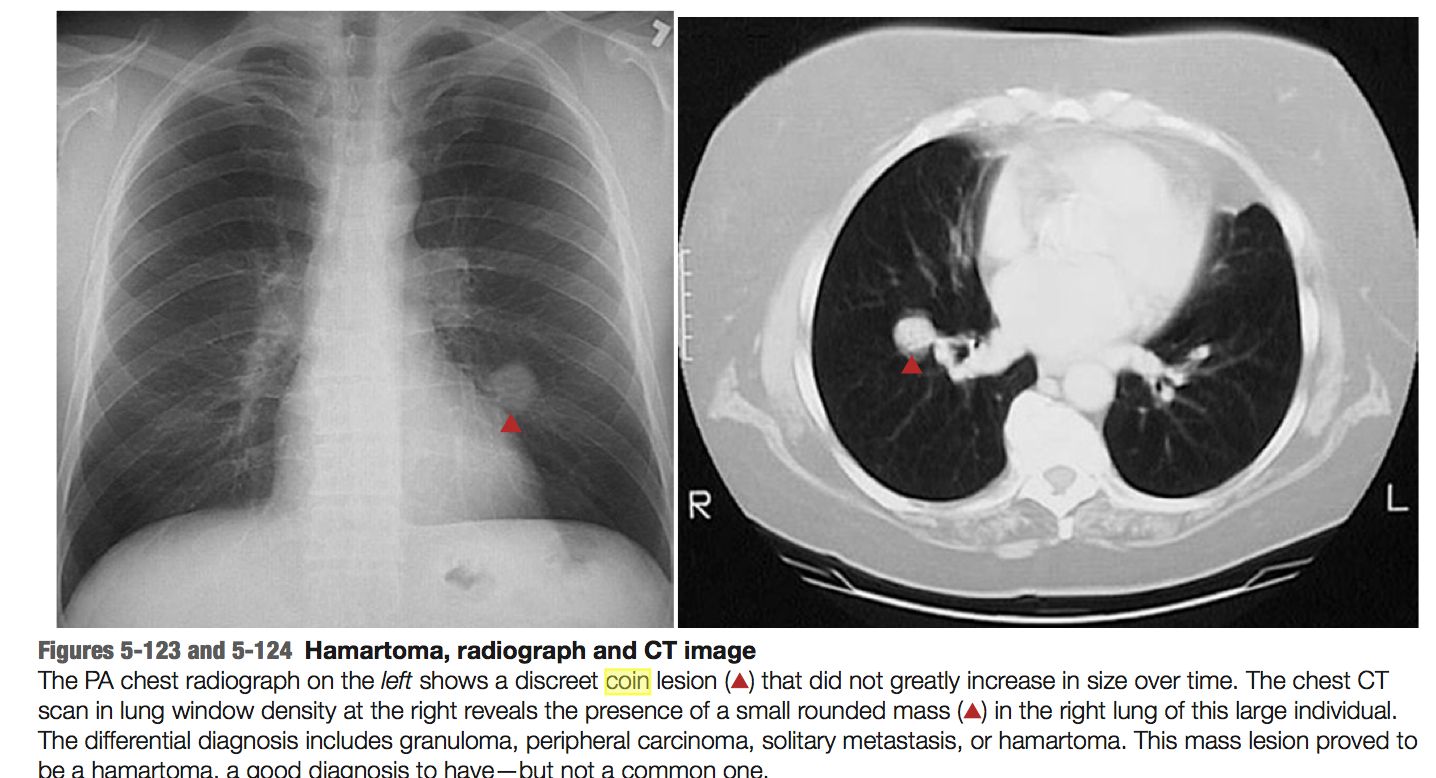 R
L
Figures 5-123 and 5-124 Hamartoma, radiograph and CT image
The PA chest radiograph on the left shows a discreet coin lesion (▲) that did not greatly increase in size over time. The chest CT
scan in lung window density at the right reveals the presence of a small rounded mass (▲) in the right lung of this large individual.
The differential diagnosis includes granuloma, peripheral carcinoma, solitary metastasis, or hamartoma. This mass lesion proved to
be a hamartoma, a good diagnosis to have—but not a common one.